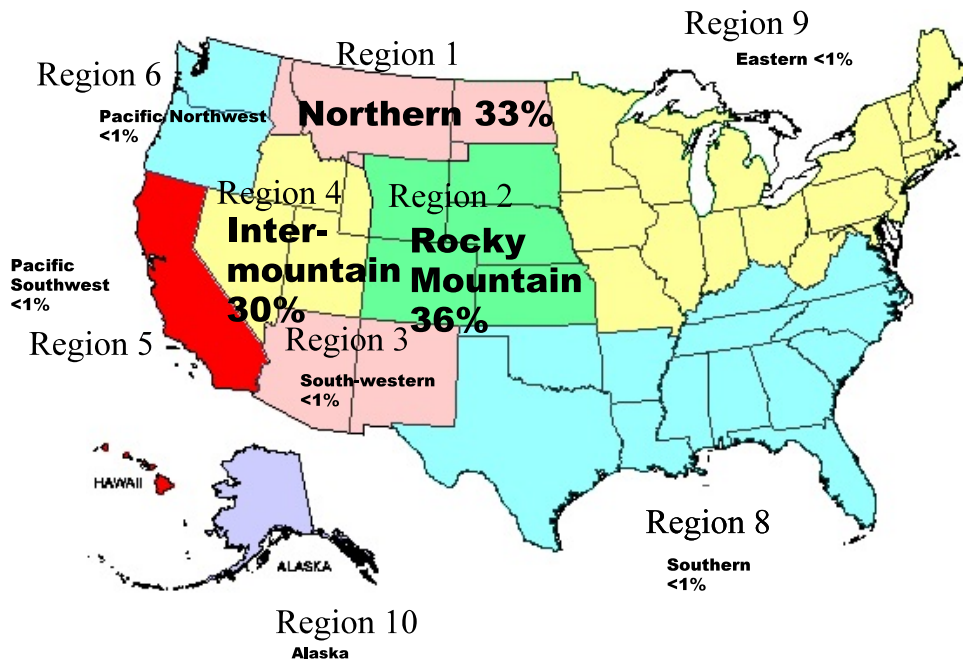 Region 9
Eastern <1%
Region 1
Region 6
Northern 33%
Pacific Northwest
<1%
Region 4
Inter-
mountain
30%
Region 2
Rocky
Mountain
36%
Pacific
Southwest
<1%
Region 5
Region 3
South-western
<1%
HAWAII
ALASKA
Region 8
Southern
<1%
Region 10
Alaska